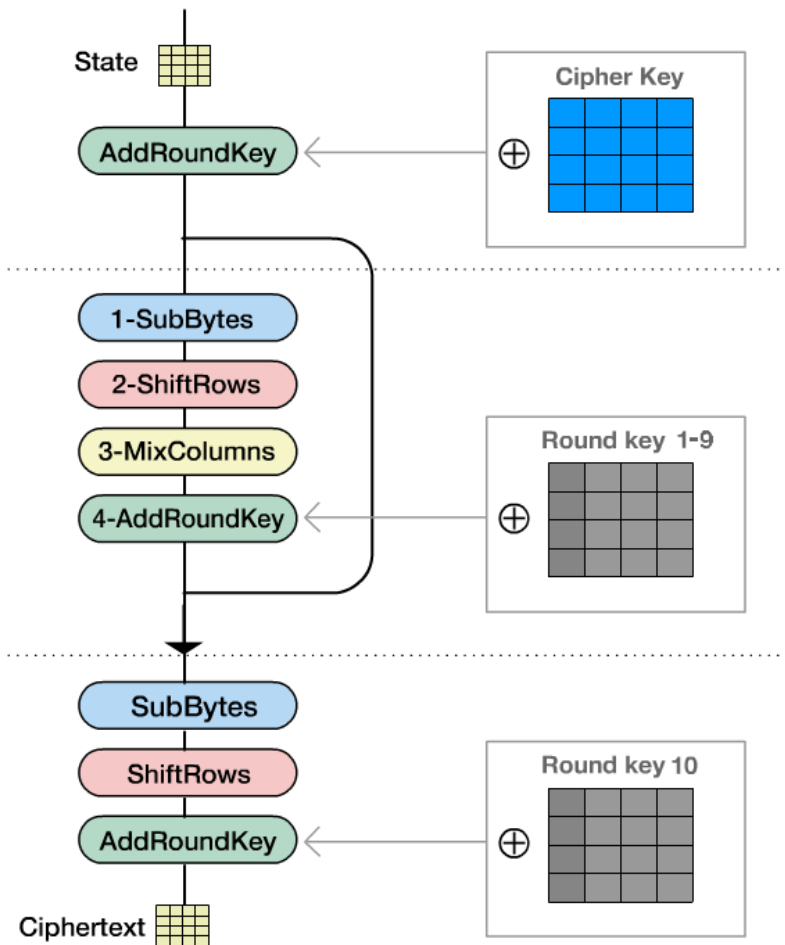 State
Cipher Key
AddRoundKey
1-SubBytes
2-ShiftRows
3-MixColumns
Round key 1-9
4-AddRoundKey
SubBytes
ShiftRows
Round key 10
AddRoundKey
Ciphertext